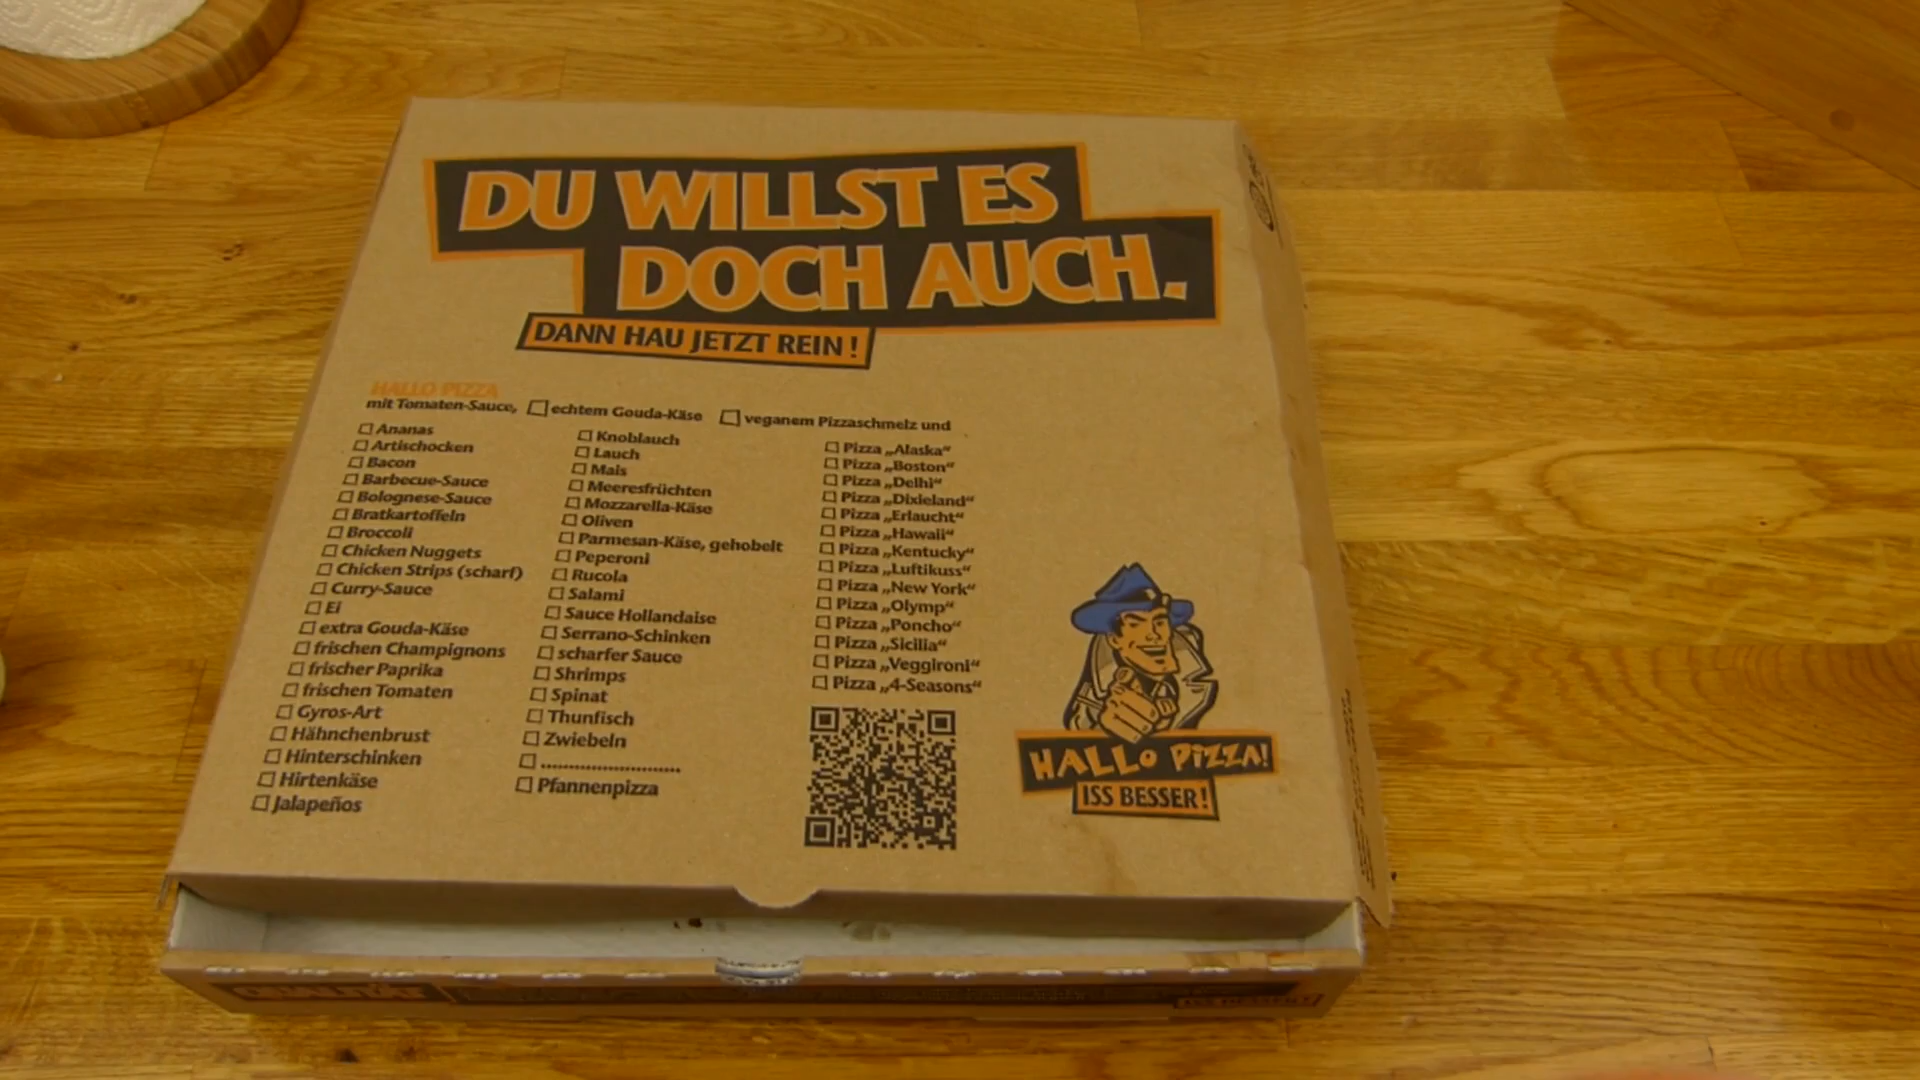 DU WILLST ES
DOCH AUCH.
DANN HAU JETZT REIN!
HALLO PIZZA
mit Tomaten-Sauce, echtem Gouda-Käse veganem Pizzaschmelz und
Ananas
Artischocken
Bacon
Barbecue-Sauce
Bolognese-Sauce
Bratkartoffeln
Broccoli
Chicken Nuggets
Chicken Strips (scharf)
Curry-Sauce
Ei
extra Gouda-Käse
frischen Champignons
frischer Paprika
frischen Tomaten
Gyros-Art
Hähnchenbrust
Hinterschinken
Hirtenkäse
Jalapeños
Knoblauch
Lauch
Mais
Meeresfrüchten
Mozzarella-Käse
Oliven
Parmesan-Käse, gehobelt
Peperoni
Rucola
Salami
Sauce Hollandaise
Serrano-Schinken
scharfer Sauce
Shrimps
Spinat
Thunfisch
Zwiebeln
........................
Pfannenpizza
Pizza „Alaska“
Pizza „Boston“
Pizza „Delhi“
Pizza „Dixieland“
Pizza „Erlaucht“
Pizza „Hawaii“
Pizza „Kentucky“
Pizza „Luftikuss“
Pizza „New York“
Pizza „Olymp“
Pizza „Poncho“
Pizza „Sicilia“
Pizza „Veggironi“
Pizza „4-Seasons“
HALLO PIZZA!
ISS BESSER!
ISS BESSER!